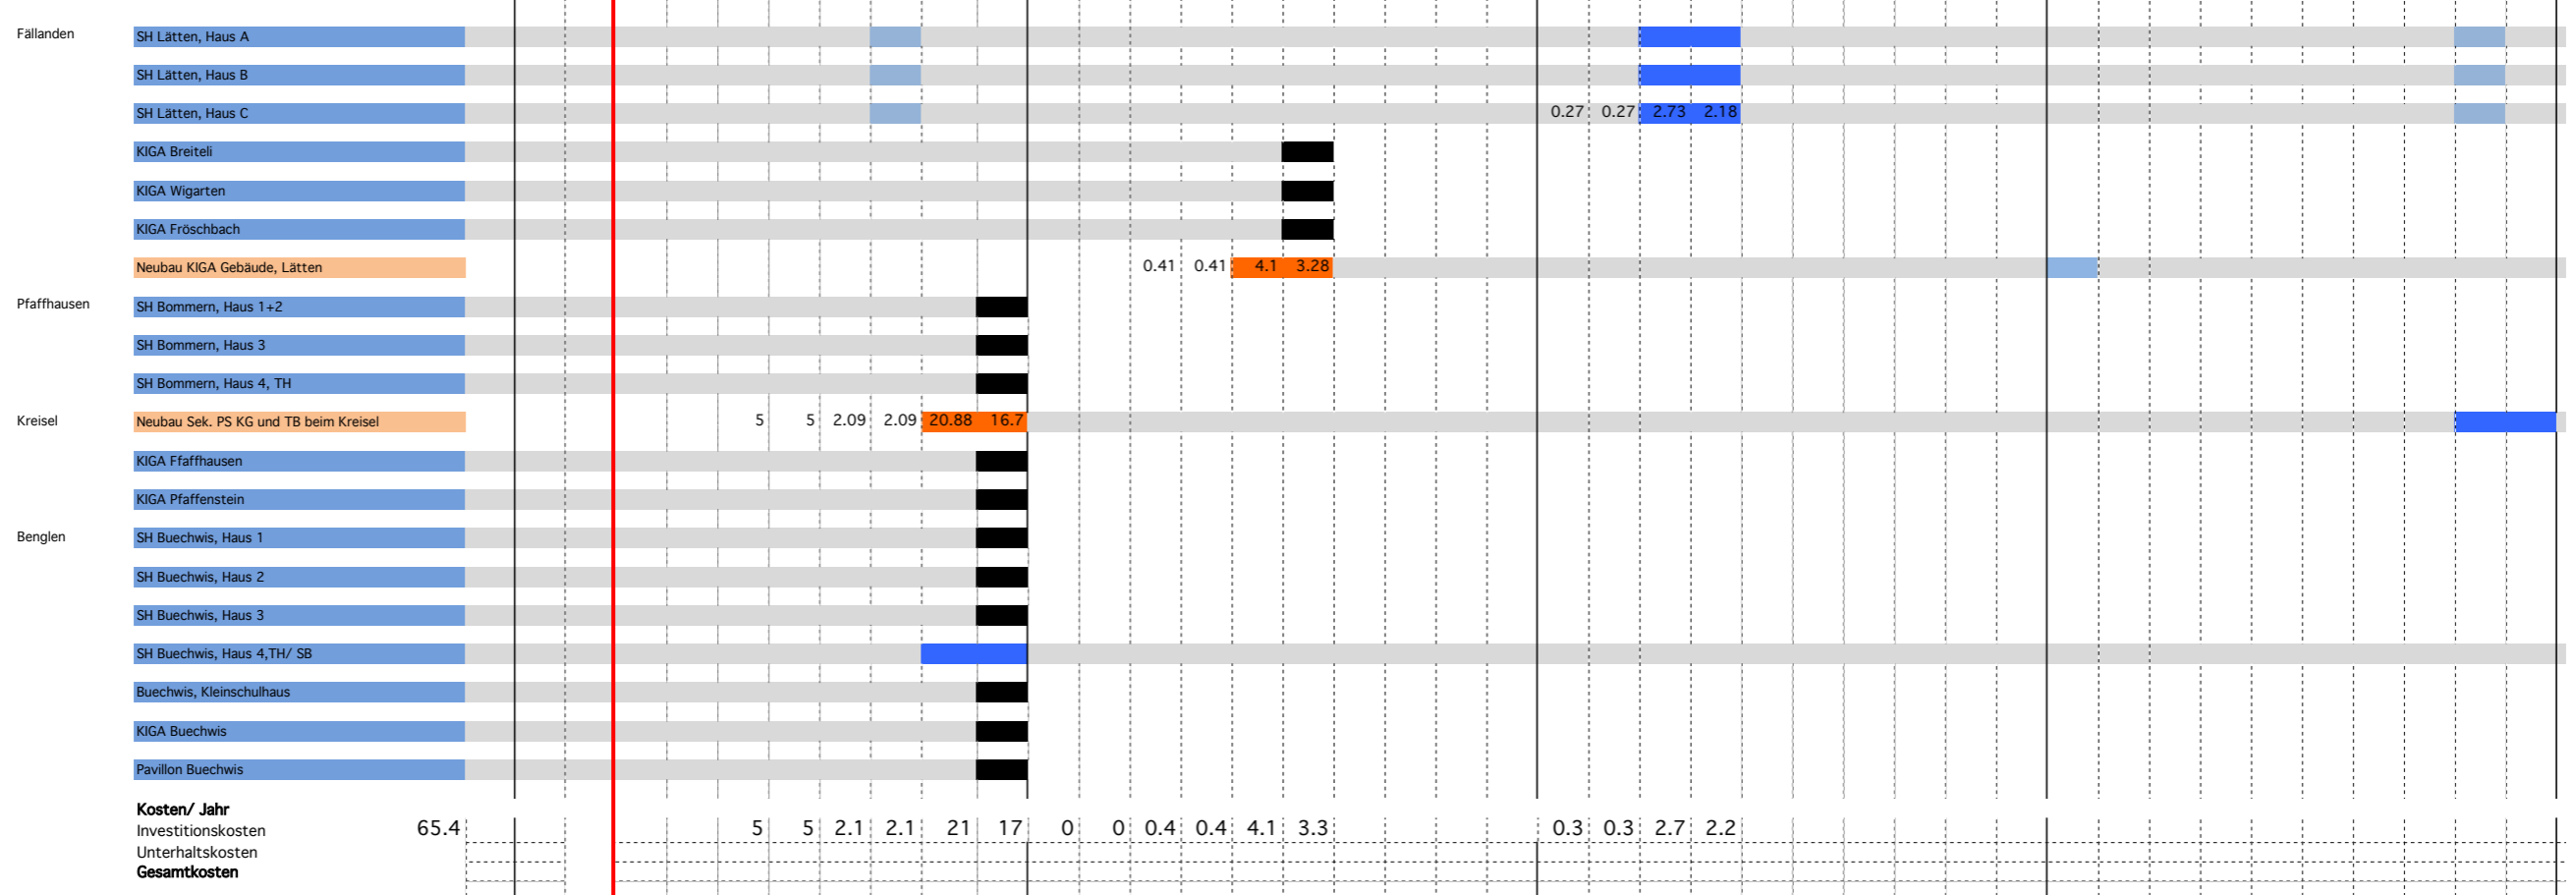 Fällanden SH Lätten, Haus A
SH Lätten, Haus B
SH Lätten, Haus C 0.27 0.27 2.73 2.18
KIGA Breiteli
KIGA Wigarten
KIGA Fröschbach
Neubau KIGA Gebäude, Lätten 0.41 0.41 4.1 3.28
Pfaffhausen SH Bommern, Haus 1+2
SH Bommern, Haus 3
SH Bommern, Haus 4, TH
Kreisel Neubau Sek. PS KG und TB beim Kreisel 5 5 2.09 2.09 20.88 16.7
KIGA Ffaffhausen
KIGA Pfaffenstein
Benglen SH Buechwis, Haus 1
SH Buechwis, Haus 2
SH Buechwis, Haus 3
SH Buechwis, Haus 4,TH/ SB
Buechwis, Kleinschulhaus
KIGA Buechwis
Pavillon Buechwis
Kosten/ Jahr
Investitionskosten 65.4 5 5 2.1 2.1 21 17 0 0 0.4 0.4 4.1 3.3 0.3 0.3 2.7 2.2
Unterhaltskosten
Gesamtkosten